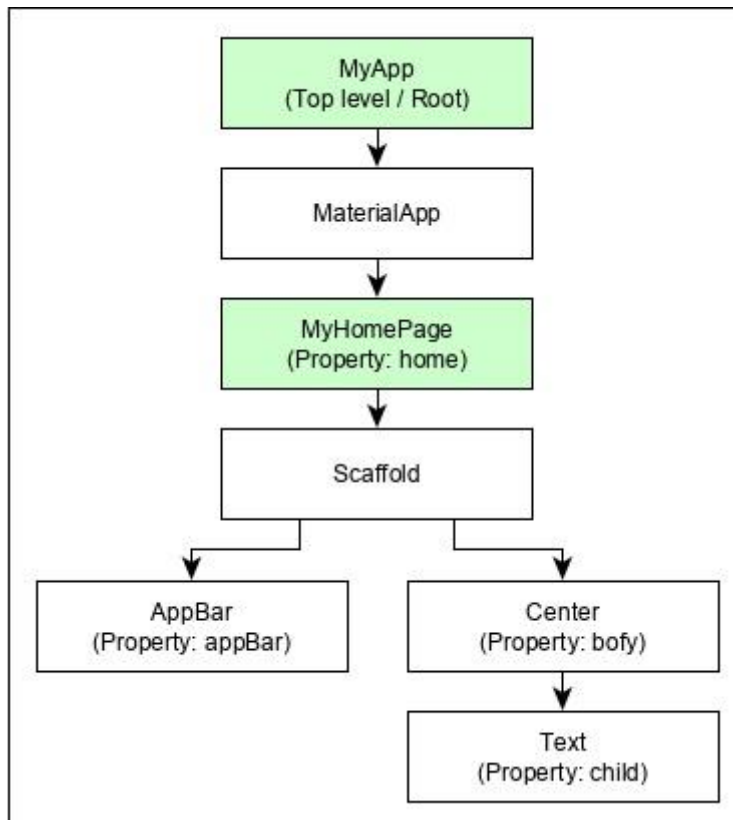 MyApp
(Top level / Root)
MaterialApp
MyHomePage
(Property: home)
Scaffold
AppBar
(Property: appBar)
Center
(Property: bofy)
Text
(Property: child)